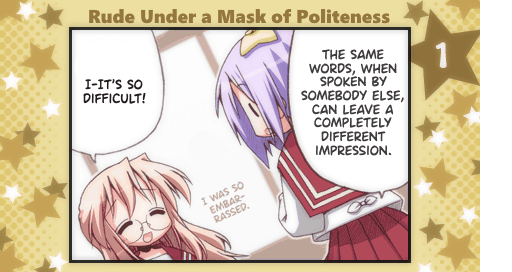 Rude Under a Mask of Politeness
1
I-IT'S SO
DIFFICULT!
THE SAME
WORDS, WHEN
SPOKEN BY
SOMEBODY ELSE,
CAN LEAVE A
COMPLETELY
DIFFERENT
IMPRESSION.
I WAS SO
EMBAR-
RASSED.